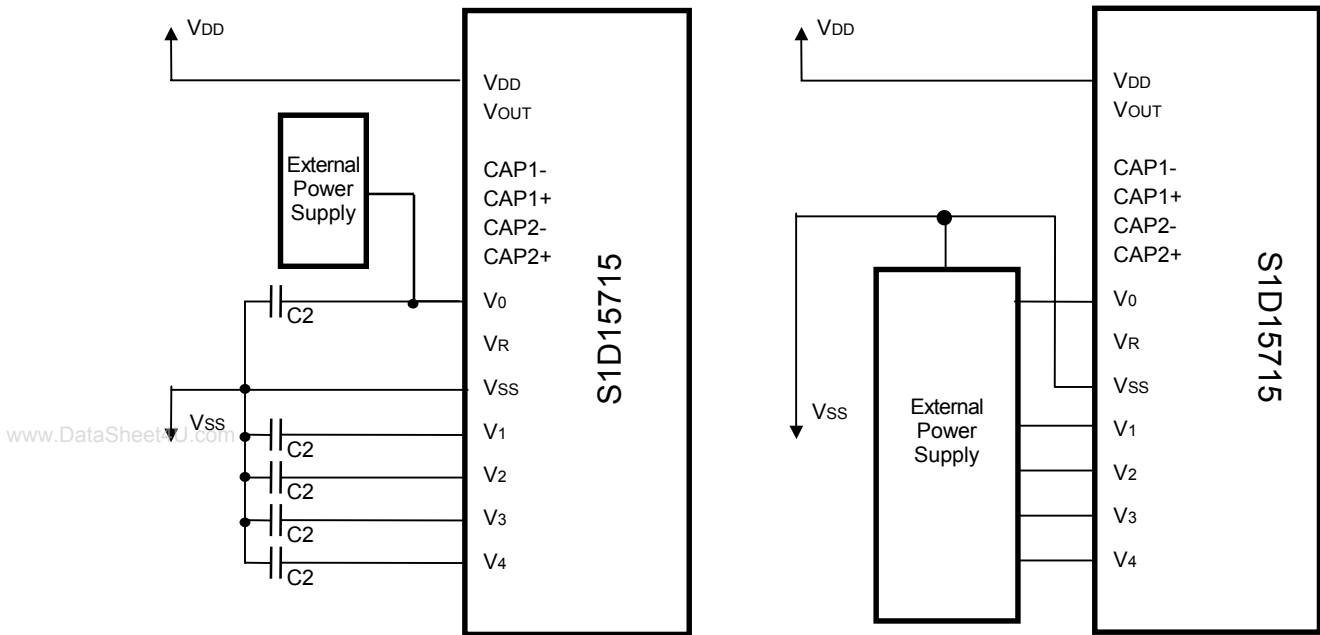 VDD
VDD
VOUT
External
Power
Supply
CAP1-
CAP1+
CAP2-
CAP2+
V0
C2
VR
VSS
VSS
V1
C2
V2
C2
V3
C2
V4
C2
S1D15715
www.DataSheet4U.com
VDD
VDD
VOUT
CAP1-
CAP1+
CAP2-
CAP2+
V0
VR
VSS
VSS
External
Power
Supply
V1
V2
V3
V4
S1D15715